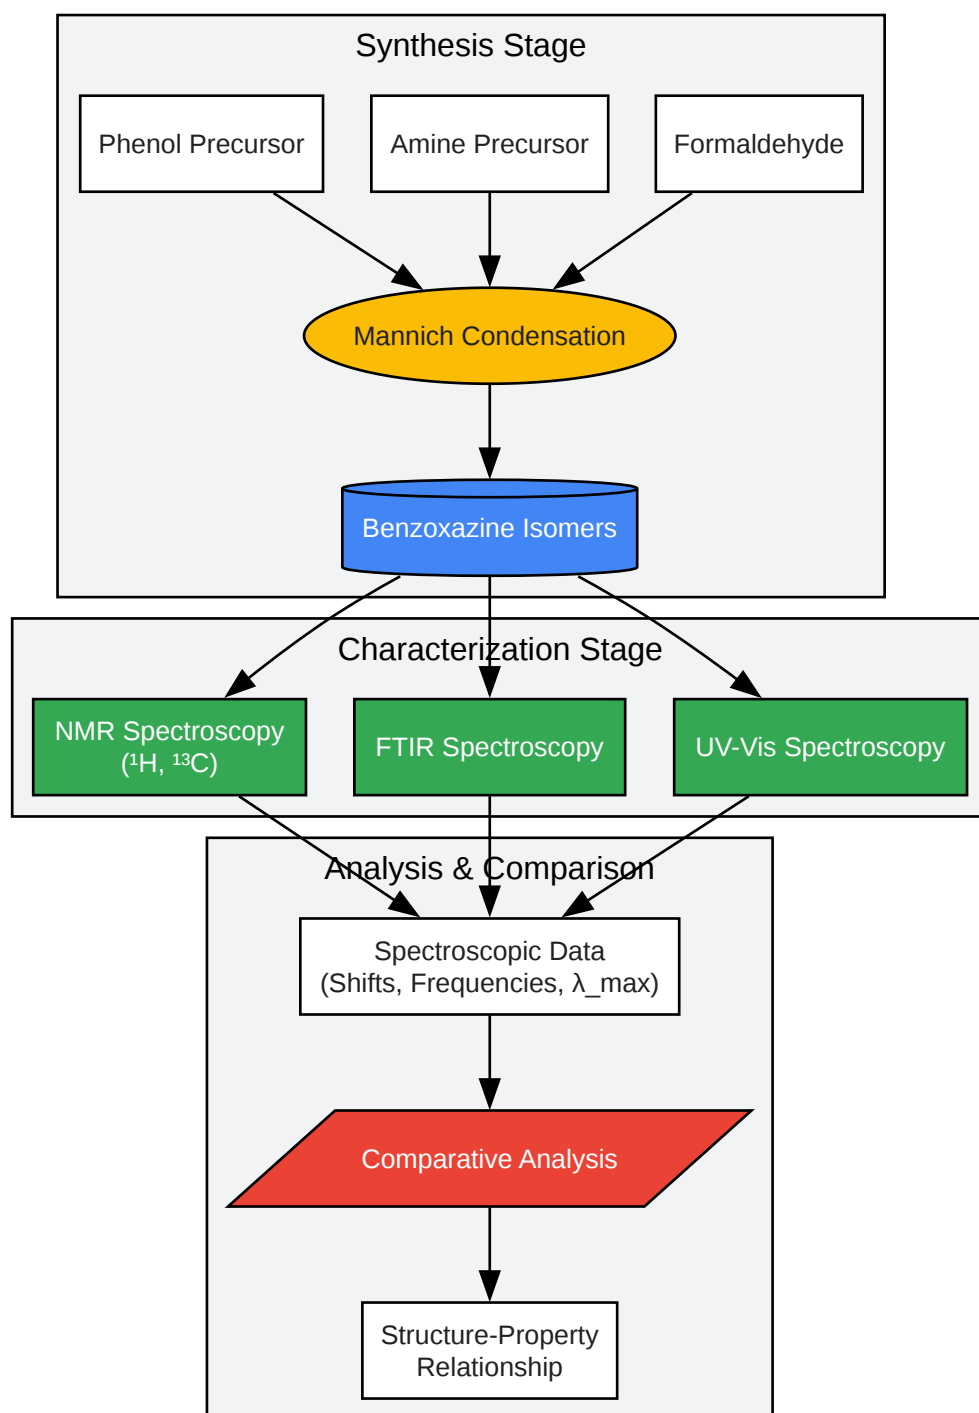 Synthesis Stage
Phenol Precursor
Amine Precursor
Formaldehyde
Mannich Condensation
Benzoxazine Isomers
Characterization Stage
NMR Spectroscopy
(¹H, ¹³C)
FTIR Spectroscopy
UV-Vis Spectroscopy
Analysis & Comparison
Spectroscopic Data
(Shifts, Frequencies, λ_max)
Comparative Analysis
Structure-Property
Relationship